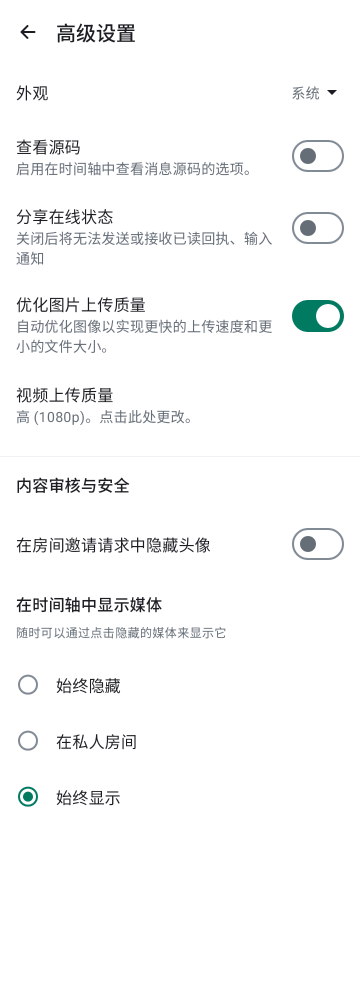 高级设置
外观
系统
查看源码
启用在时间轴中查看消息源码的选项。
分享在线状态
关闭后将无法发送或接收已读回执、输入
通知
优化图片上传质量
自动优化图像以实现更快的上传速度和更
小的文件大小。
视频上传质量
高 (1080p)。点击此处更改。
内容审核与安全
在房间邀请请求中隐藏头像
在时间轴中显示媒体
随时可以通过点击隐藏的媒体来显示它
始终隐藏
在私人房间
始终显示